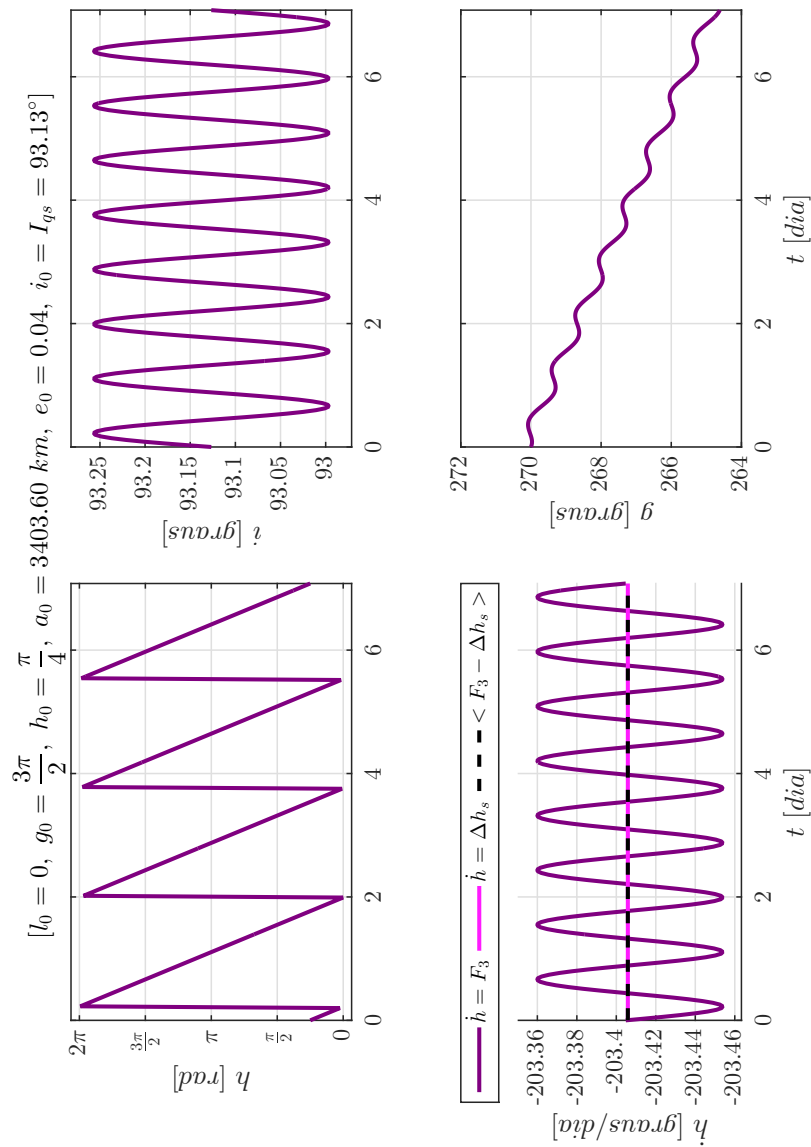 [l₀ = 0, g₀ = 3π/2, h₀ = π/4, a₀ = 3403.60 km, e₀ = 0.04, i₀ = I_qs = 93.13°]
h [rad]
2π
3π/2
π
π/2
0
0 2 4 6
i [graus]
93.25
93.2
93.15
93.1
93.05
93
0 2 4 6
ḣ = F₃ ḣ = Δh_s < F₃ − Δh_s >
ḣ [graus/dia]
-203.36
-203.38
-203.4
-203.42
-203.44
-203.46
0 2 4 6
t [dia]
g [graus]
272
270
268
266
264
0 2 4 6
t [dia]